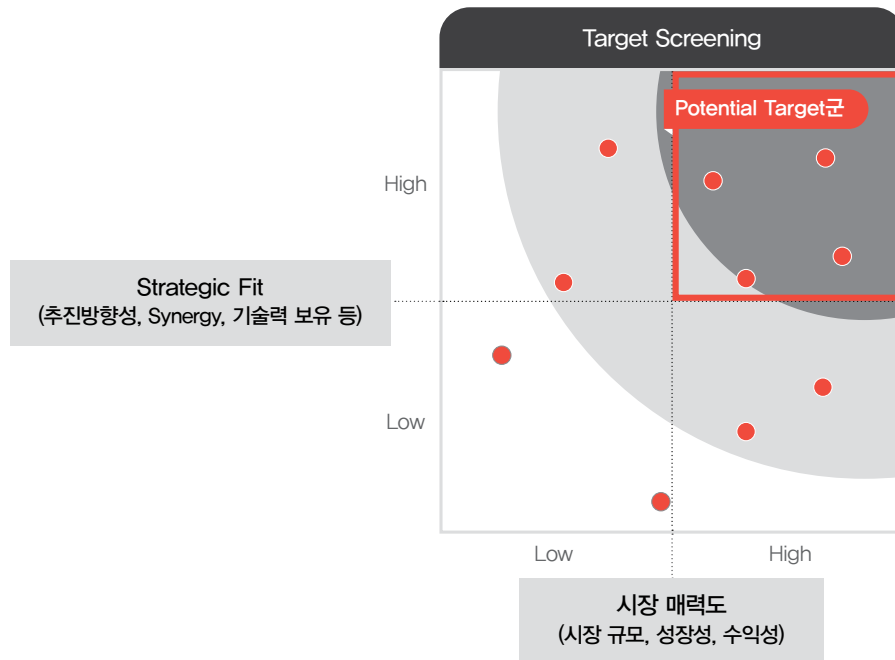 Target Screening
Potential Target군
High
Strategic Fit
(추진방향성, Synergy, 기술력 보유 등)
Low
Low
High
시장 매력도
(시장 규모, 성장성, 수익성)